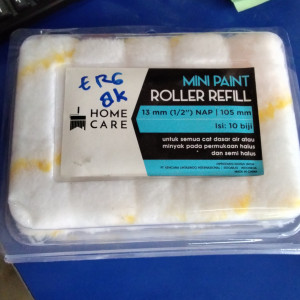 ERG
8K
HOME
CARE
MINI PAINT
ROLLER REFILL
13 mm (1/2") NAP | 105 mm
Isi: 10 biji
untuk semua cat dasar air atau
minyak pada permukaan halus
dan semi halus